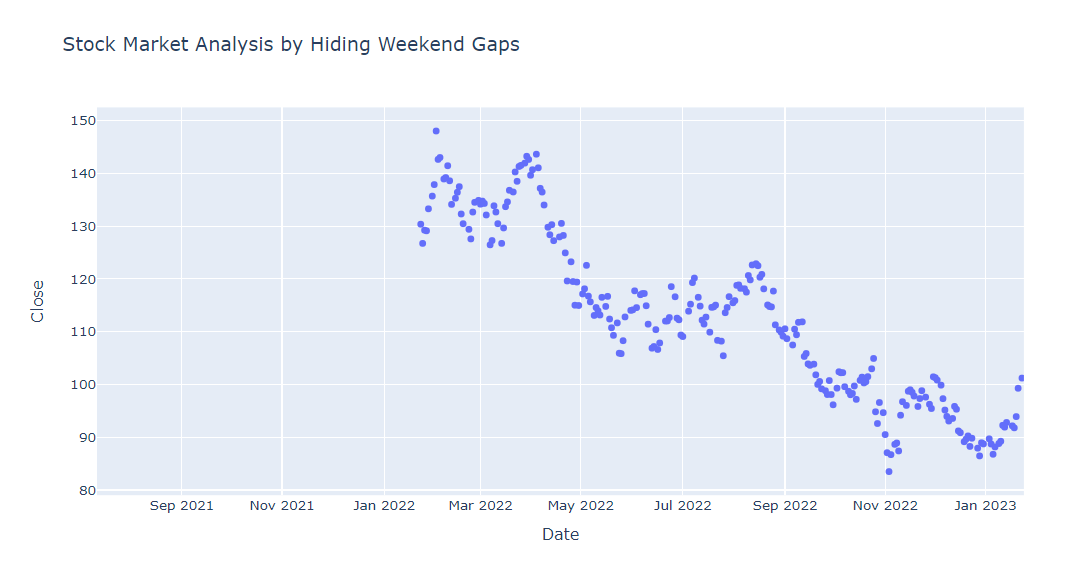 Stock Market Analysis by Hiding Weekend Gaps
150
140
130
120
110
100
90
80
Close
Sep 2021 Nov 2021 Jan 2022 Mar 2022 May 2022 Jul 2022 Sep 2022 Nov 2022 Jan 2023
Date